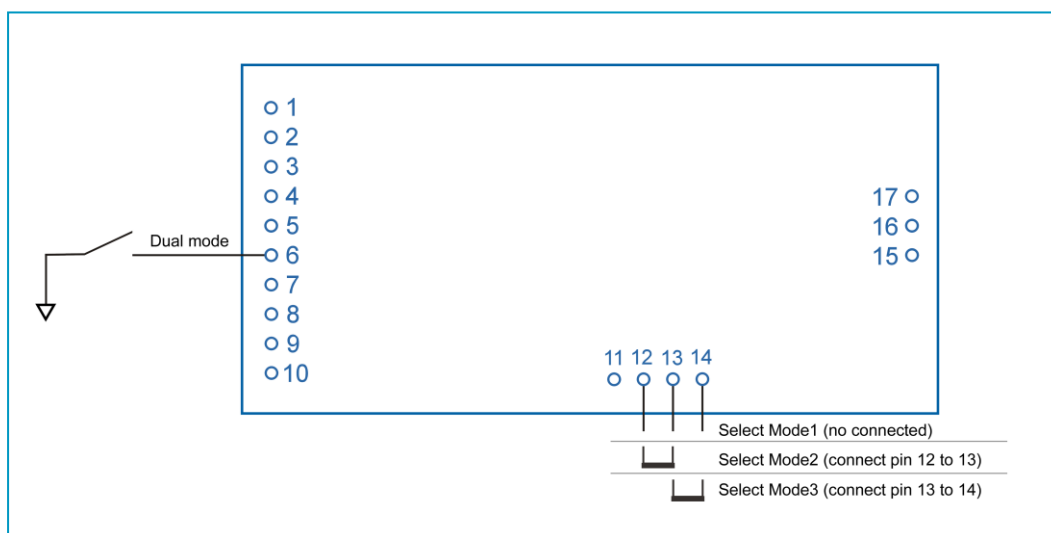 1
2
3
4
5
Dual mode
6
7
8
9
10
17
16
15
11 12 13 14
Select Mode1 (no connected)
Select Mode2 (connect pin 12 to 13)
Select Mode3 (connect pin 13 to 14)